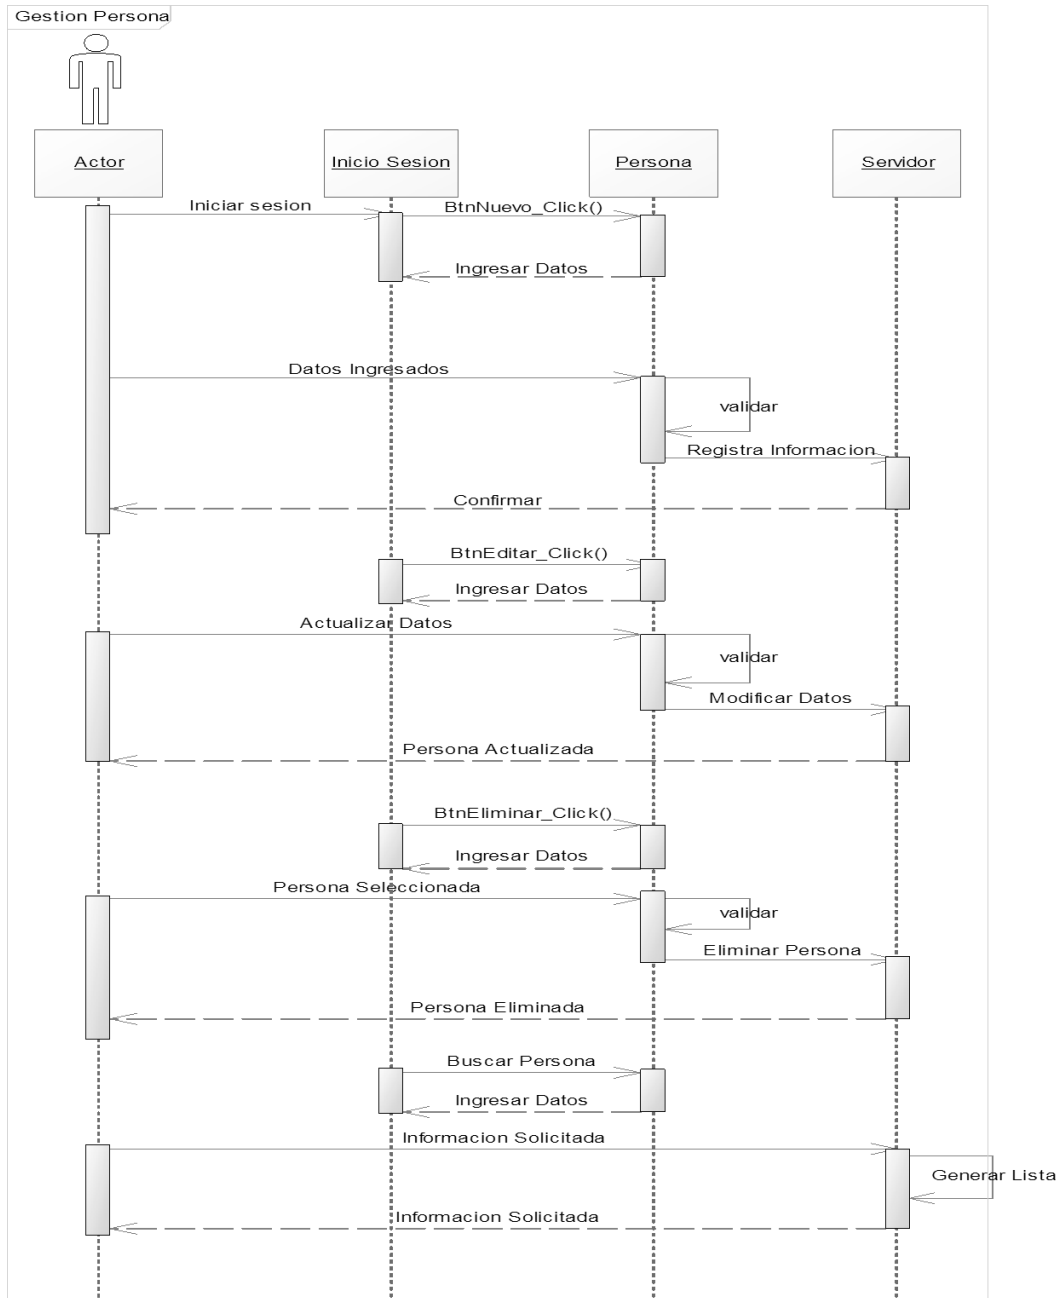 Gestion Persona
Actor
Inicio Sesion
Persona
Servidor
Iniciar sesion
BtnNuevo_Click()
Ingresar Datos
Datos Ingresados
validar
Registra Informacion
Confirmar
BtnEditar_Click()
Ingresar Datos
Actualizar Datos
validar
Modificar Datos
Persona Actualizada
BtnEliminar_Click()
Ingresar Datos
Persona Seleccionada
validar
Eliminar Persona
Persona Eliminada
Buscar Persona
Ingresar Datos
Informacion Solicitada
Generar Lista
Informacion Solicitada